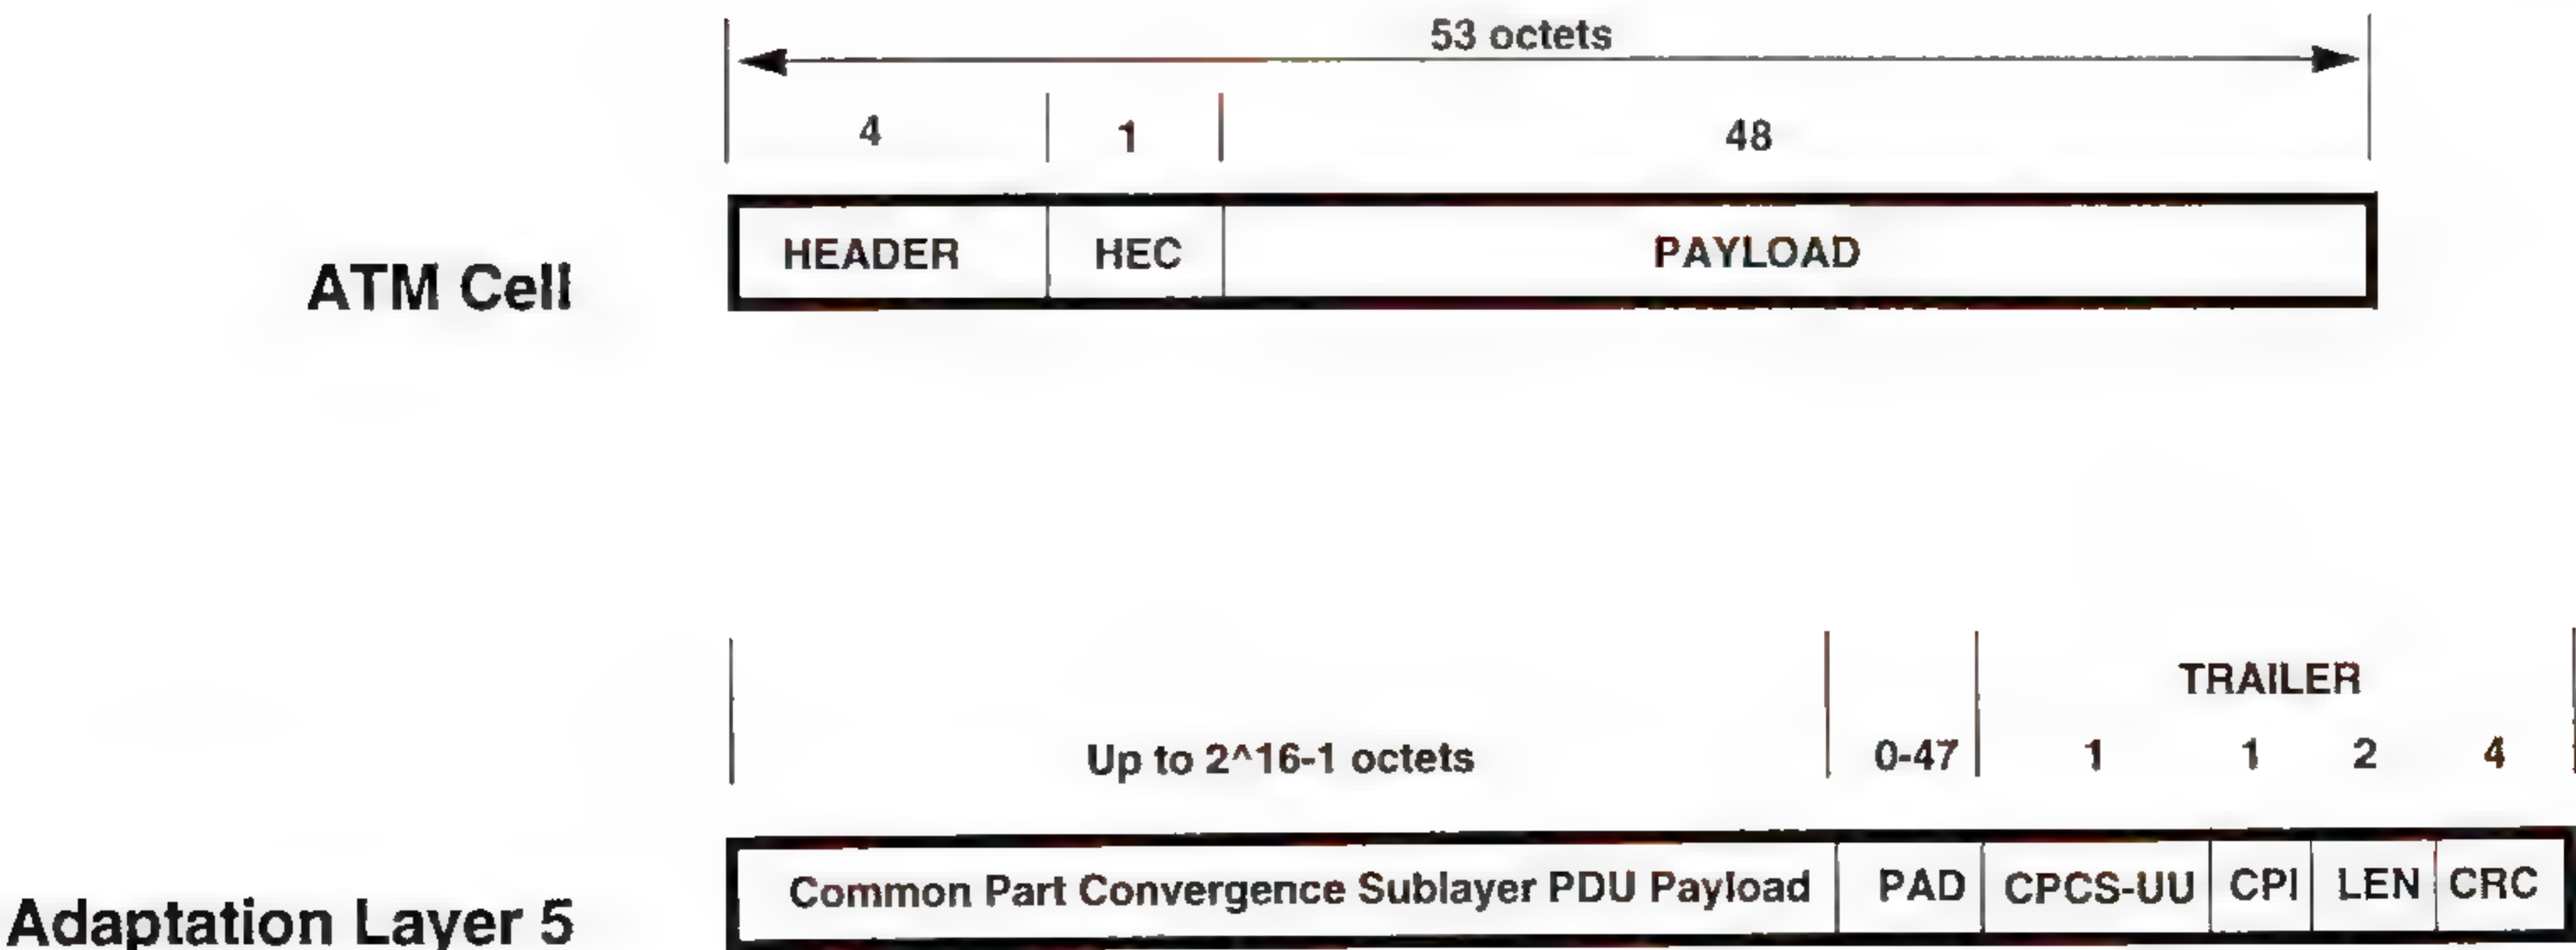 53 octets
4 1 48
HEADER HEC PAYLOAD
ATM Cell
TRAILER
Up to 2^16-1 octets 0-47 1 1 2 4
Common Part Convergence Sublayer PDU Payload PAD CPCS-UU CPI LEN CRC
Adaptation Layer 5